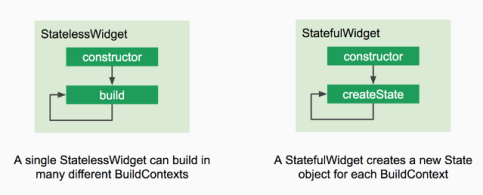 StatelessWidget
constructor
build
A single StatelessWidget can build in
many different BuildContexts
StatefulWidget
constructor
createState
A StatefulWidget creates a new State
object for each BuildContext